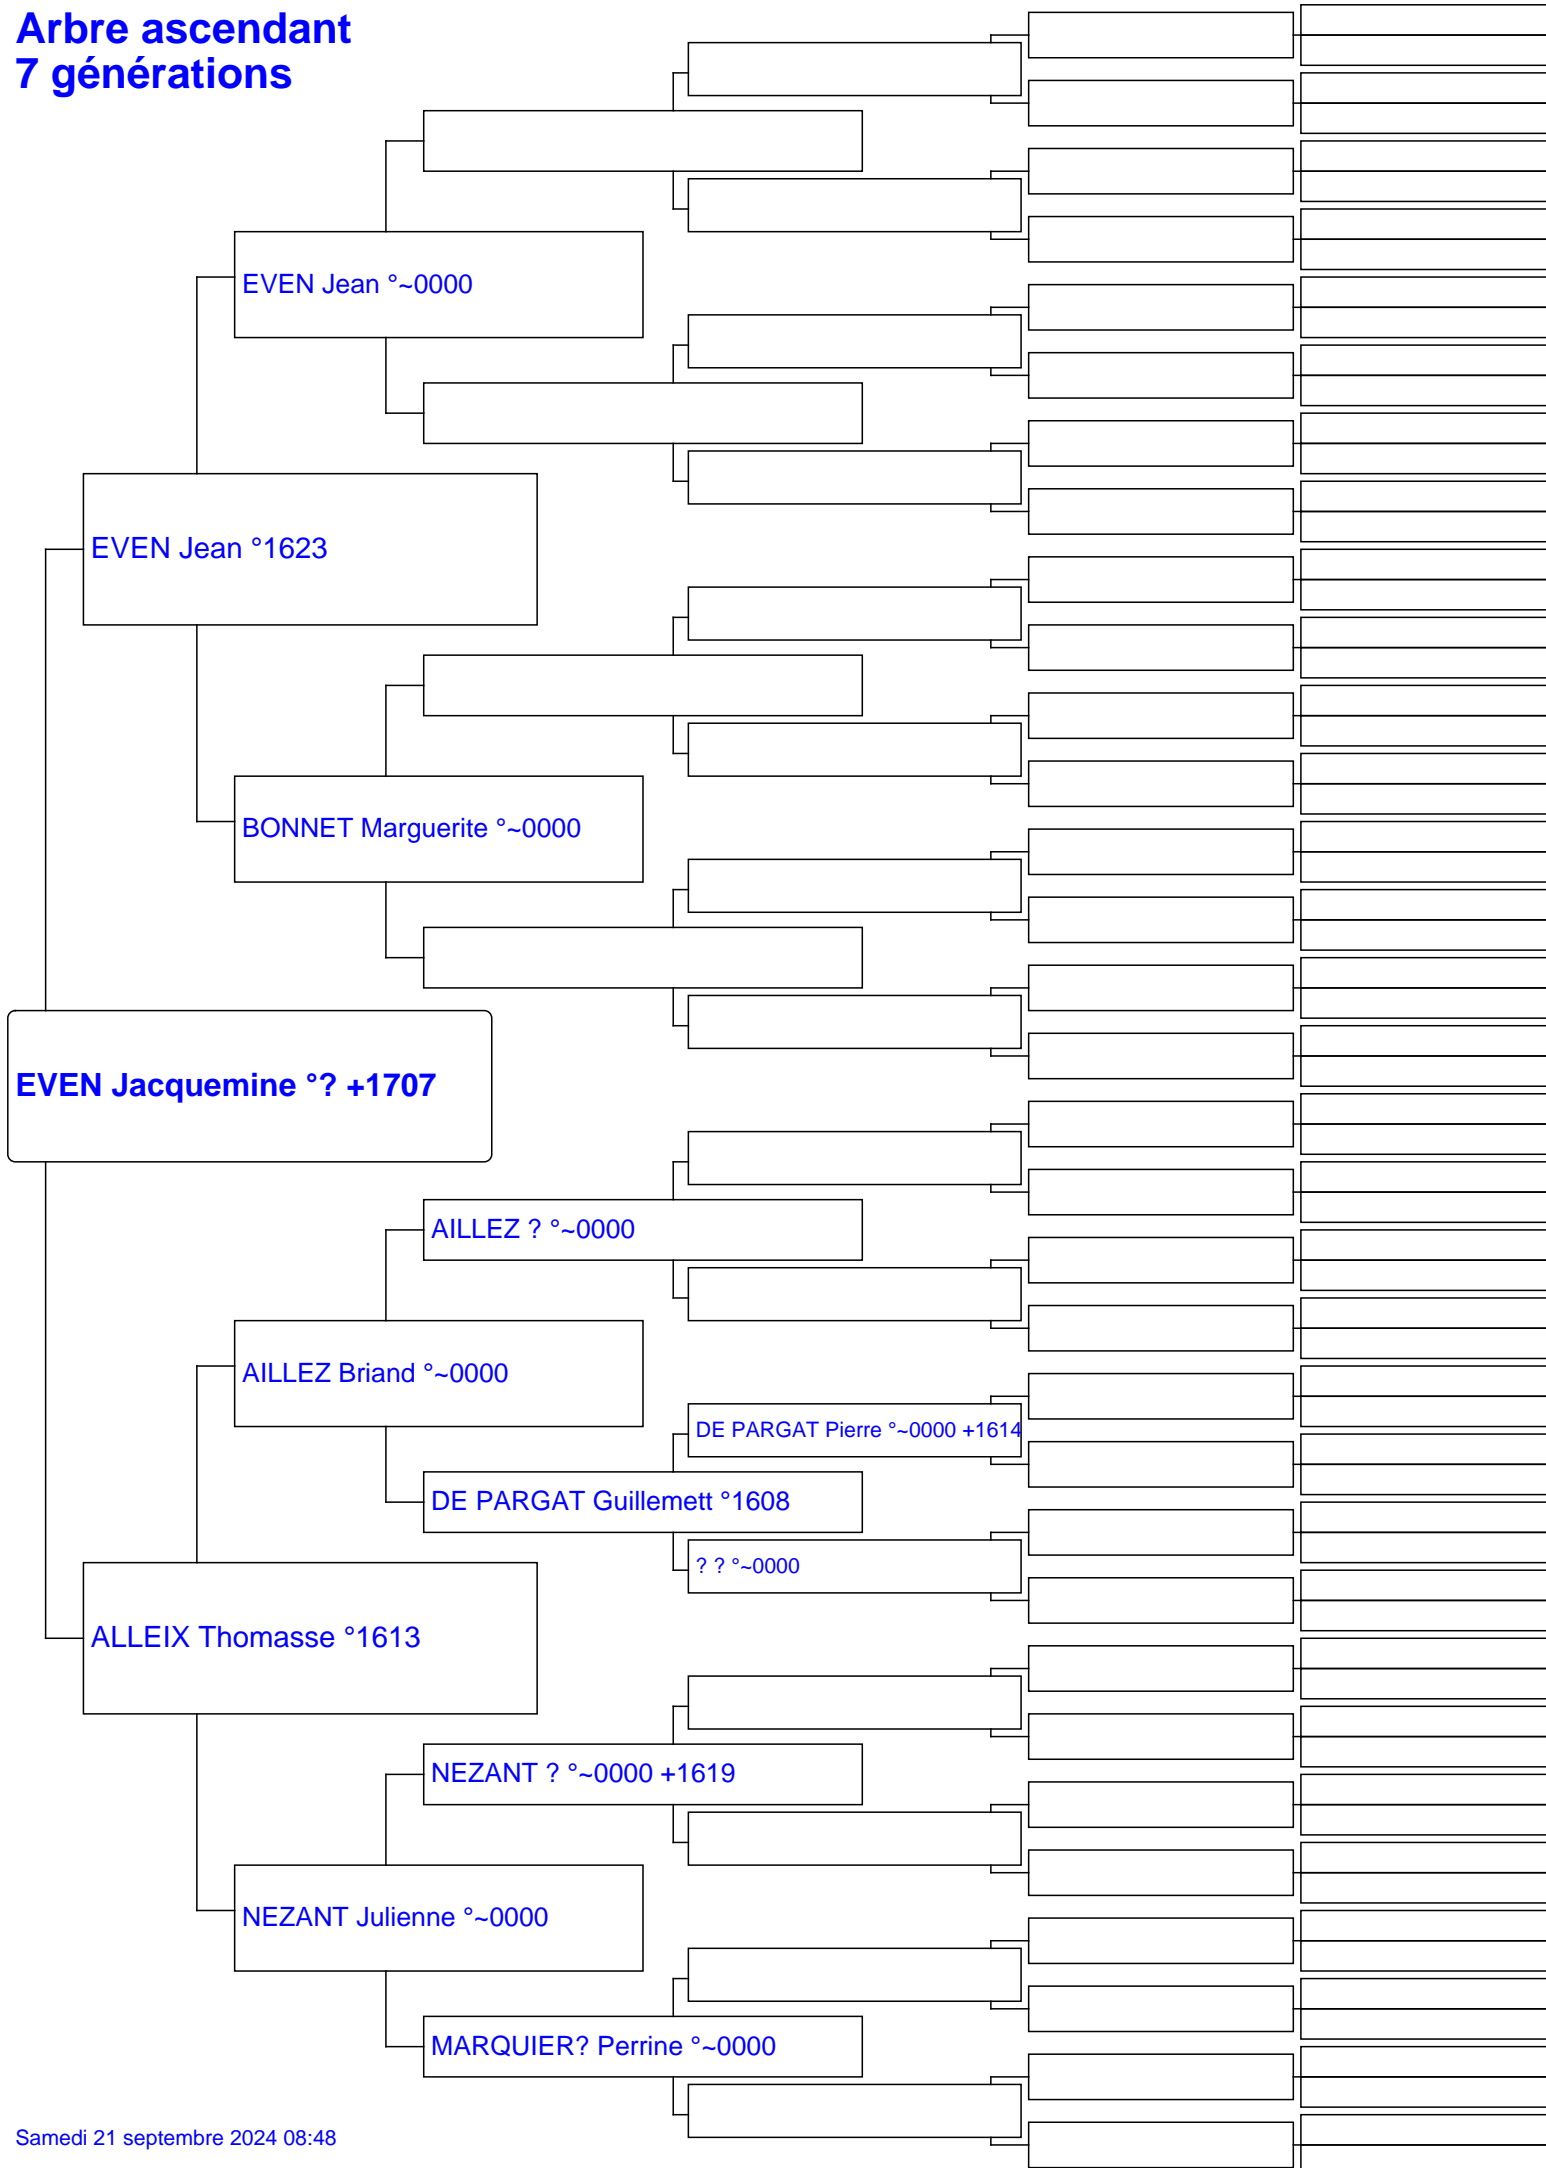 Arbre ascendant
7 générations
EVEN Jean °~0000
EVEN Jean °1623
BONNET Marguerite °~0000
EVEN Jacquemine °? +1707
AILLEZ ? °~0000
AILLEZ Briand °~0000
DE PARGAT Pierre °~0000 +1614
DE PARGAT Guillemett °1608
? ? °~0000
ALLEIX Thomasse °1613
NEZANT ? °~0000 +1619
NEZANT Julienne °~0000
MARQUIER? Perrine °~0000
Samedi 21 septembre 2024 08:48